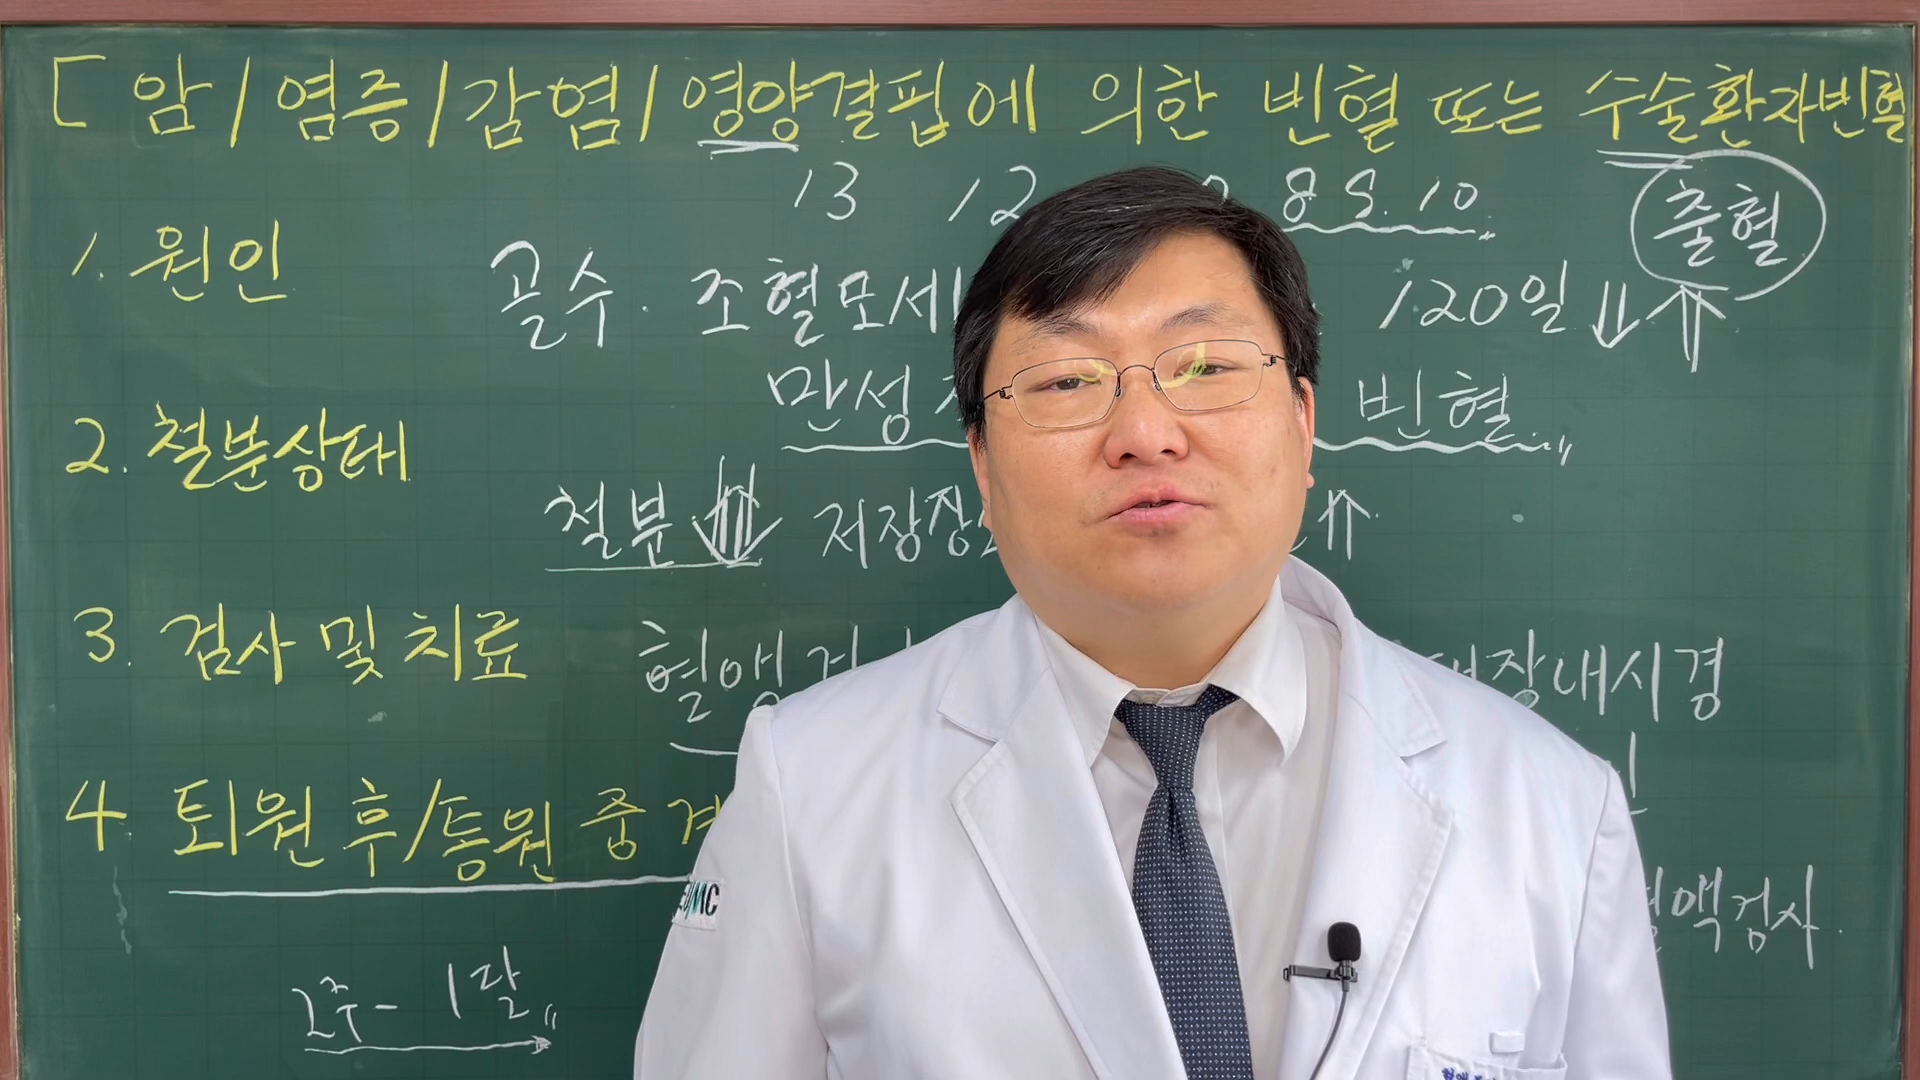 [ 암/염증/감염/영양결핍에 의한 빈혈 또는 수술환자빈혈
13 12 8 9. 10
출혈
1. 원인
골수. 조혈모세 120일 ⇓ ⇑
만성 빈혈
2. 철분상태
철분 ⇓ 저장장 ⇑
3. 검사 및 치료
혈액 대장내시경
4. 퇴원 후/통원 중
혈액검사.
2주 - 1달